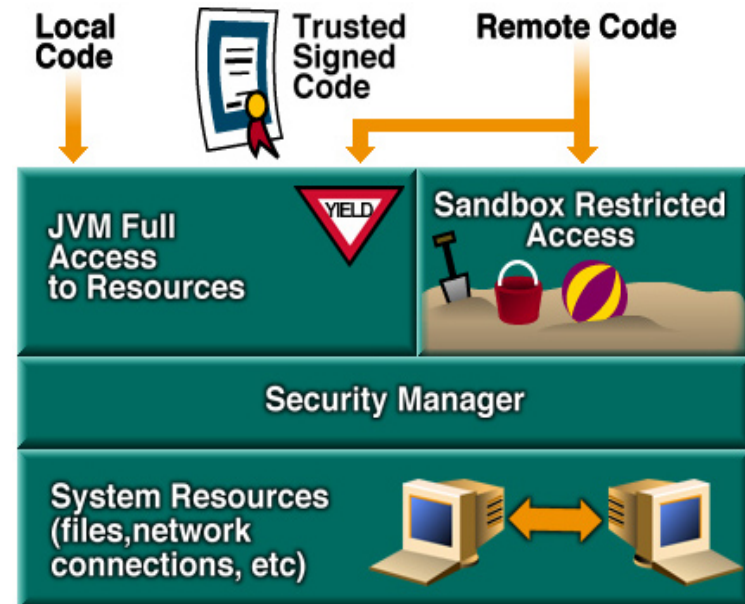 Local
Code
Trusted
Signed
Code
Remote Code
JVM Full
Access
to Resources
YIELD
Sandbox Restricted
Access
Security Manager
System Resources
(files,network
connections, etc)